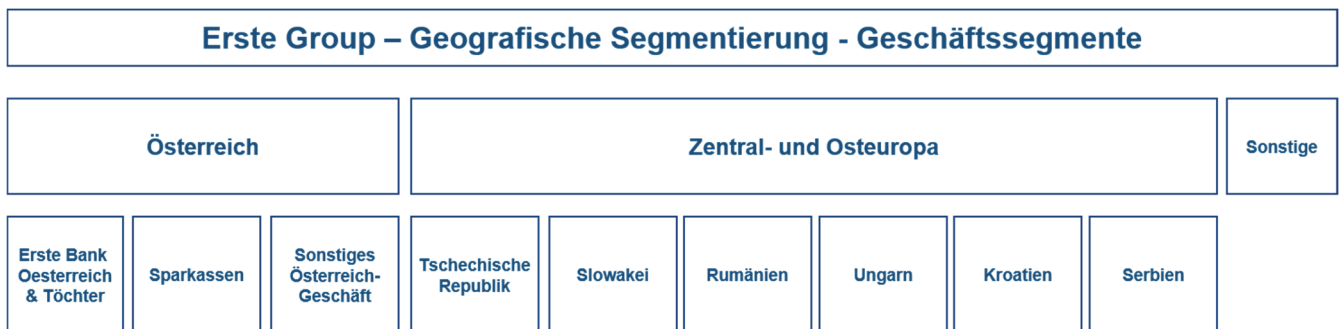 Erste Group – Geografische Segmentierung - Geschäftssegmente
Österreich
Zentral- und Osteuropa
Sonstige
Erste Bank
Oesterreich
& Töchter
Sparkassen
Sonstiges
Österreich-
Geschäft
Tschechische
Republik
Slowakei
Rumänien
Ungarn
Kroatien
Serbien